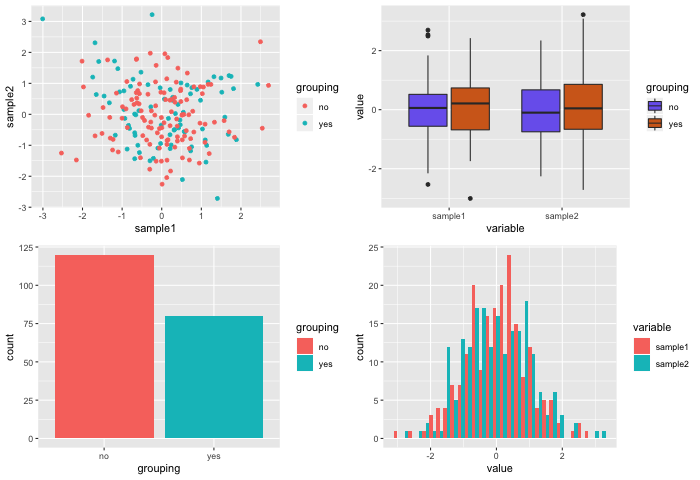 3
2
1
0
-1
-2
-3
sample2
-3
-2
-1
0
1
2
sample1
grouping
no
yes
2
0
-2
value
sample1
sample2
variable
grouping
no
yes
125
100
75
50
25
0
count
no
yes
grouping
grouping
no
yes
25
20
15
10
5
0
count
-2
0
2
value
variable
sample1
sample2